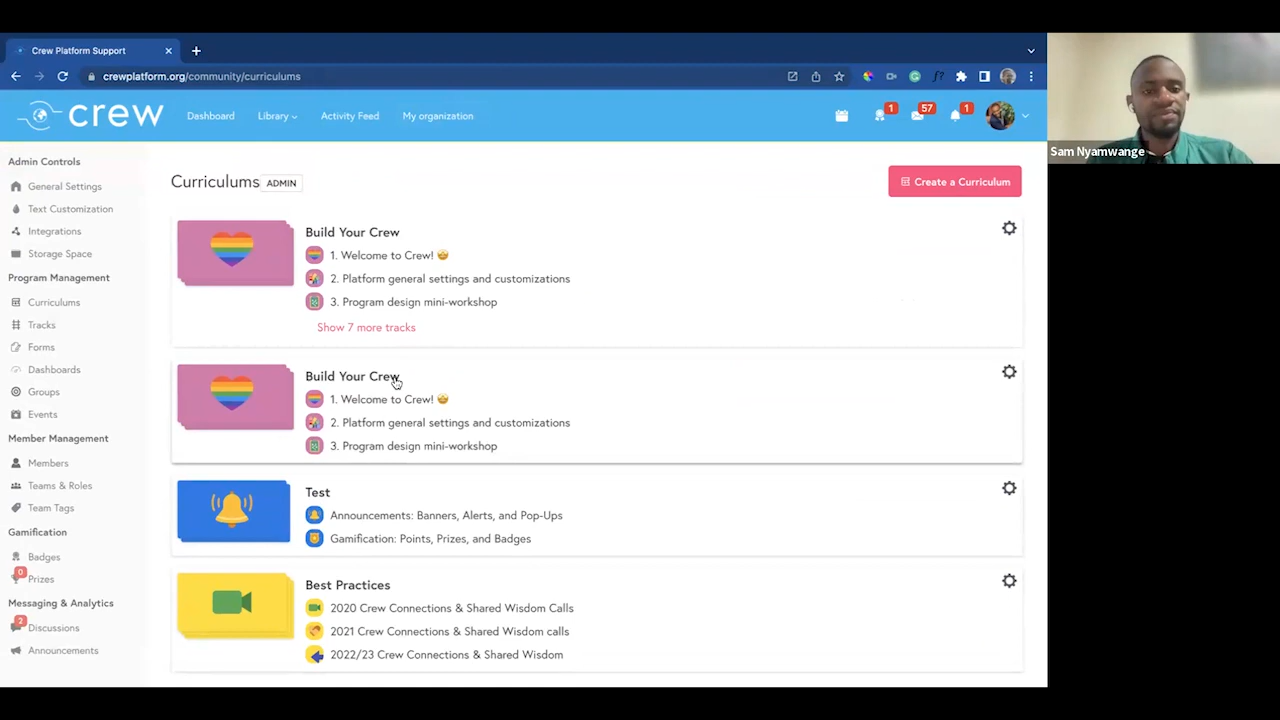 Crew Platform Support
crewplatform.org/community/curriculums
crew
Dashboard
Library
Activity Feed
My organization
1
57
1
Sam Nyamwange
Admin Controls
General Settings
Text Customization
Integrations
Storage Space
Program Management
Curriculums
Tracks
Forms
Dashboards
Groups
Events
Member Management
Members
Teams & Roles
Team Tags
Gamification
Badges
0
Prizes
Messaging & Analytics
2
Discussions
Announcements
Curriculums ADMIN
Create a Curriculum
Build Your Crew
1. Welcome to Crew! 🤩
2. Platform general settings and customizations
3. Program design mini-workshop
Show 7 more tracks
Build Your Crew
1. Welcome to Crew! 🤩
2. Platform general settings and customizations
3. Program design mini-workshop
Test
Announcements: Banners, Alerts, and Pop-Ups
Gamification: Points, Prizes, and Badges
Best Practices
2020 Crew Connections & Shared Wisdom Calls
2021 Crew Connections & Shared Wisdom calls
2022/23 Crew Connections & Shared Wisdom